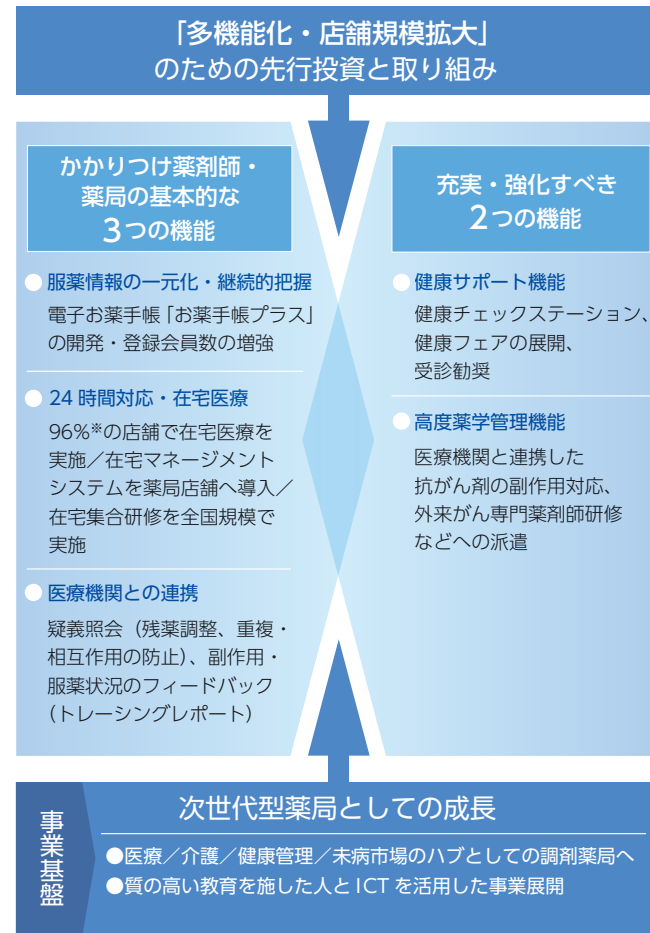 「多機能化・店舗規模拡大」
のための先行投資と取り組み
かかりつけ薬剤師・
薬局の基本的な
3つの機能
●服薬情報の一元化・継続的把握
電子お薬手帳「お薬手帳プラス」
の開発・登録会員数の増強
●24時間対応・在宅医療
96%※の店舗で在宅医療を
実施／在宅マネージメント
システムを薬局店舗へ導入／
在宅集合研修を全国規模で
実施
●医療機関との連携
疑義照会（残薬調整、重複・
相互作用の防止）、副作用・
服薬状況のフィードバック
（トレーシングレポート）
充実・強化すべき
2つの機能
●健康サポート機能
健康チェックステーション、
健康フェアの展開、
受診勧奨
●高度薬学管理機能
医療機関と連携した
抗がん剤の副作用対応、
外来がん専門薬剤師研修
などへの派遣
事業基盤
次世代型薬局としての成長
●医療／介護／健康管理／未病市場のハブとしての調剤薬局へ
●質の高い教育を施した人とICTを活用した事業展開